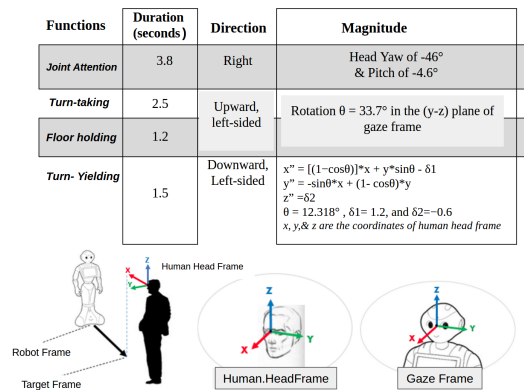 Functions
Duration
(seconds)
Direction
Magnitude
Joint Attention
3.8
Right
Head Yaw of -46°
& Pitch of -4.6°
Turn-taking
2.5
Upward,
left-sided
Rotation θ = 33.7° in the (y-z) plane of
gaze frame
Floor holding
1.2
Turn- Yielding
1.5
Downward,
Left-sided
x” = [(1−cosθ)]*x + y*sinθ - δ1
y” = -sinθ*x + (1- cosθ)*y
z” =δ2
θ = 12.318° , δ1= 1.2, and δ2=−0.6
x, y,& z are the coordinates of human head frame
Z
X
Y
Human Head Frame
Robot Frame
Target Frame
Z
X
Y
Human.HeadFrame
Z
X
Y
Gaze Frame